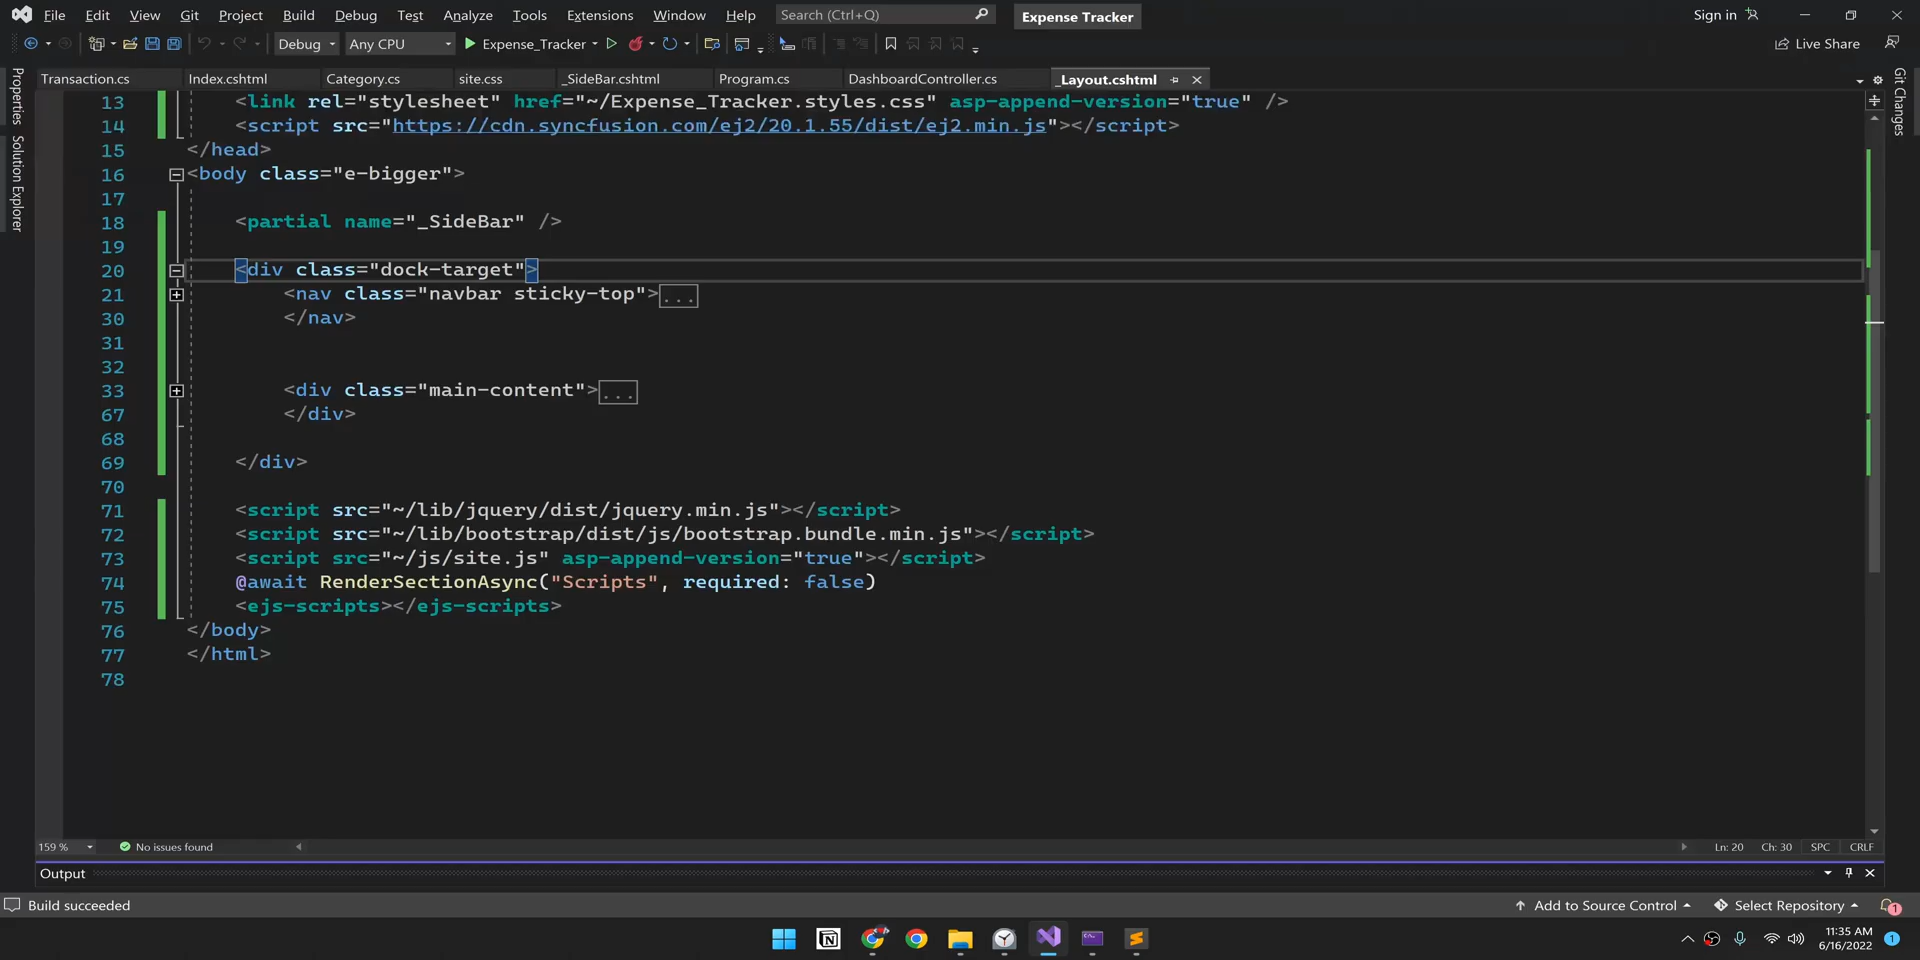 File Edit View Git Project Build Debug Test Analyze Tools Extensions Window Help Search (Ctrl+Q) Expense Tracker Sign in
Debug Any CPU Expense_Tracker Live Share
Properties
Solution Explorer
Git Changes
Transaction.cs Index.cshtml Category.cs site.css _SideBar.cshtml Program.cs DashboardController.cs _Layout.cshtml
13 <link rel="stylesheet" href="~/Expense_Tracker.styles.css" asp-append-version="true" />
14 <script src="https://cdn.syncfusion.com/ej2/20.1.55/dist/ej2.min.js"></script>
15 </head>
16 <body class="e-bigger">
17
18 <partial name="_SideBar" />
19
20 <div class="dock-target">
21 <nav class="navbar sticky-top">...
30 </nav>
31
32
33 <div class="main-content">...
67 </div>
68
69 </div>
70
71 <script src="~/lib/jquery/dist/jquery.min.js"></script>
72 <script src="~/lib/bootstrap/dist/js/bootstrap.bundle.min.js"></script>
73 <script src="~/js/site.js" asp-append-version="true"></script>
74 @await RenderSectionAsync("Scripts", required: false)
75 <ejs-scripts></ejs-scripts>
76 </body>
77 </html>
78
159 % No issues found Ln: 20 Ch: 30 SPC CRLF
Output
Build succeeded Add to Source Control Select Repository 1
11:35 AM
6/16/2022 1